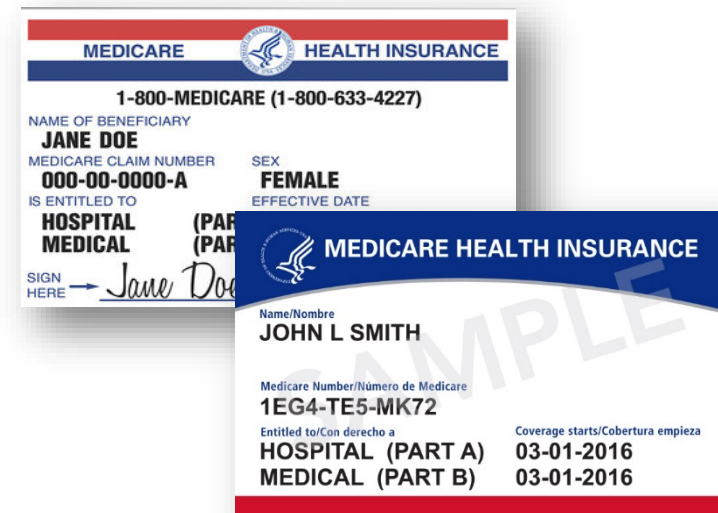 MEDICARE HEALTH INSURANCE
1-800-MEDICARE (1-800-633-4227)
NAME OF BENEFICIARY
JANE DOE
MEDICARE CLAIM NUMBER SEX
000-00-0000-A FEMALE
IS ENTITLED TO EFFECTIVE DATE
HOSPITAL (PAR
MEDICAL (PAR
SIGN
HERE Jane Doe
MEDICARE HEALTH INSURANCE
SAMPLE
Name/Nombre
JOHN L SMITH
Medicare Number/Número de Medicare
1EG4-TE5-MK72
Entitled to/Con derecho a Coverage starts/Cobertura empieza
HOSPITAL (PART A) 03-01-2016
MEDICAL (PART B) 03-01-2016